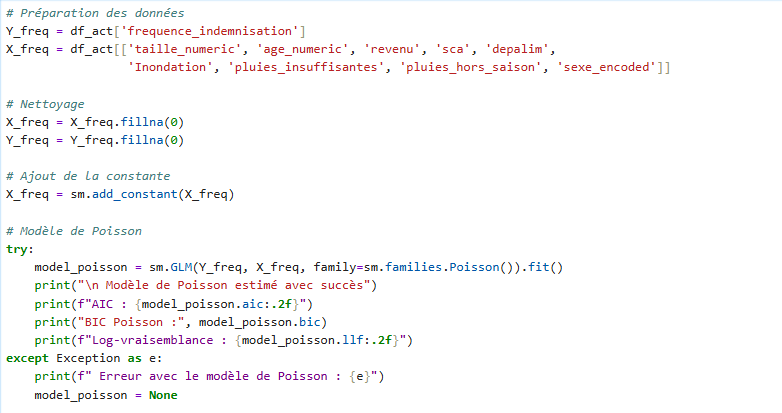 # Préparation des données
Y_freq = df_act['frequence_indemnisation']
X_freq = df_act[['taille_numeric', 'age_numeric', 'revenu', 'sca', 'depalim',
                 'Inondation', 'pluies_insuffisantes', 'pluies_hors_saison', 'sexe_encoded']]

# Nettoyage
X_freq = X_freq.fillna(0)
Y_freq = Y_freq.fillna(0)

# Ajout de la constante
X_freq = sm.add_constant(X_freq)

# Modèle de Poisson
try:
    model_poisson = sm.GLM(Y_freq, X_freq, family=sm.families.Poisson()).fit()
    print("\n Modèle de Poisson estimé avec succès")
    print(f"AIC : {model_poisson.aic:.2f}")
    print("BIC Poisson :", model_poisson.bic)
    print(f"Log-vraisemblance : {model_poisson.llf:.2f}")
except Exception as e:
    print(f" Erreur avec le modèle de Poisson : {e}")
    model_poisson = None